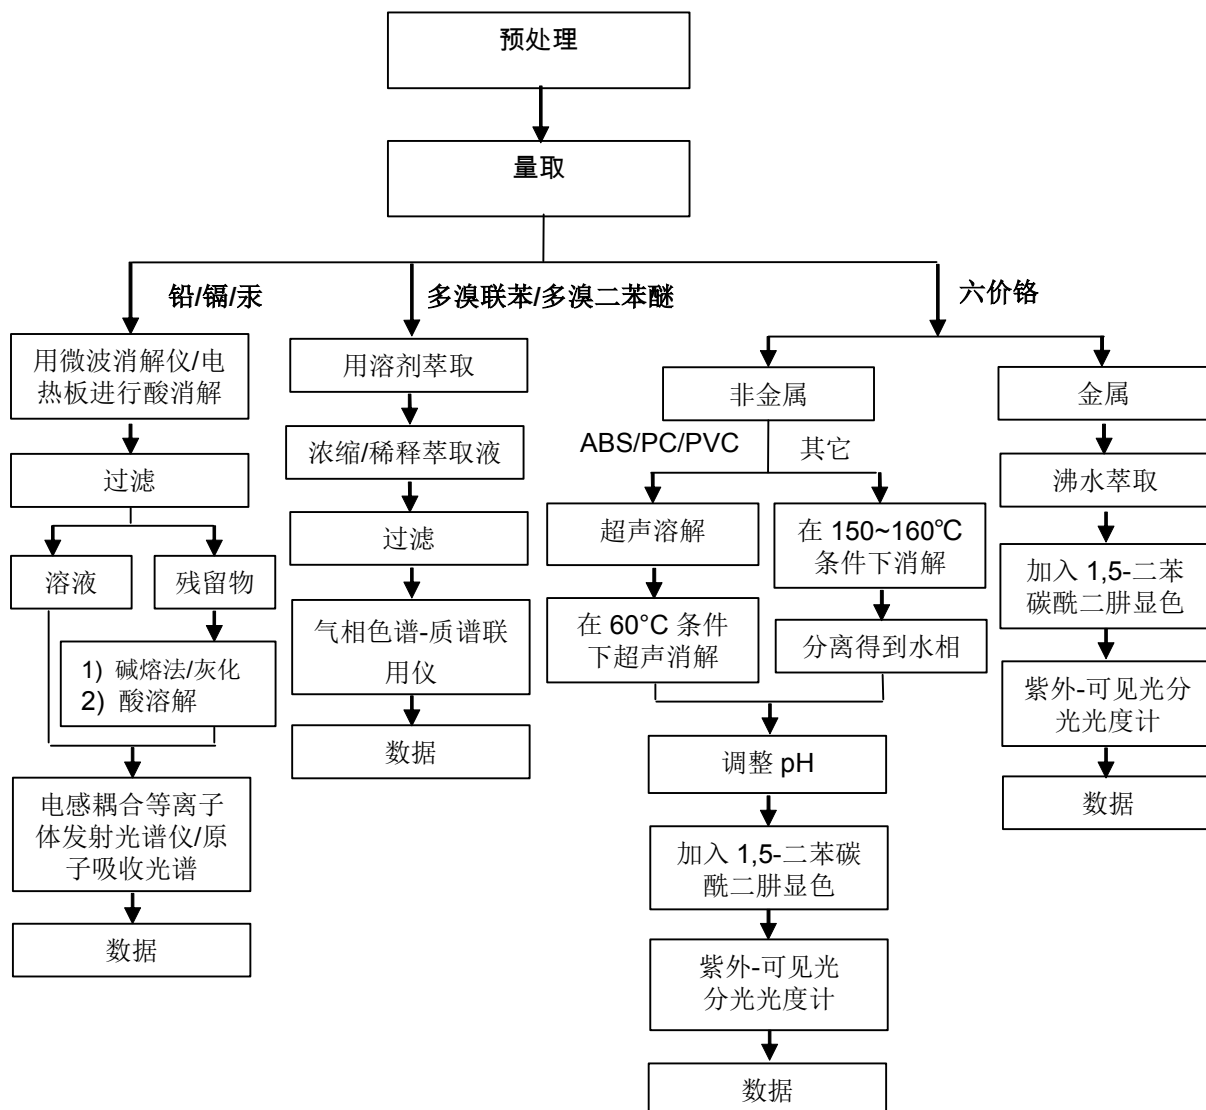 预处理
量取
铅/镉/汞
多溴联苯/多溴二苯醚
六价铬
用微波消解仪/电
热板进行酸消解
过滤
溶液
残留物
1) 碱熔法/灰化
2) 酸溶解
电感耦合等离子
体发射光谱仪/原
子吸收光谱
数据
用溶剂萃取
浓缩/稀释萃取液
过滤
气相色谱-质谱联
用仪
数据
非金属
ABS/PC/PVC
其它
超声溶解
在 60°C 条件
下超声消解
在 150~160℃
条件下消解
分离得到水相
调整 pH
加入 1,5-二苯碳
酰二肼显色
紫外-可见光
分光光度计
数据
金属
沸水萃取
加入 1,5-二苯
碳酰二肼显色
紫外-可见光分
光光度计
数据